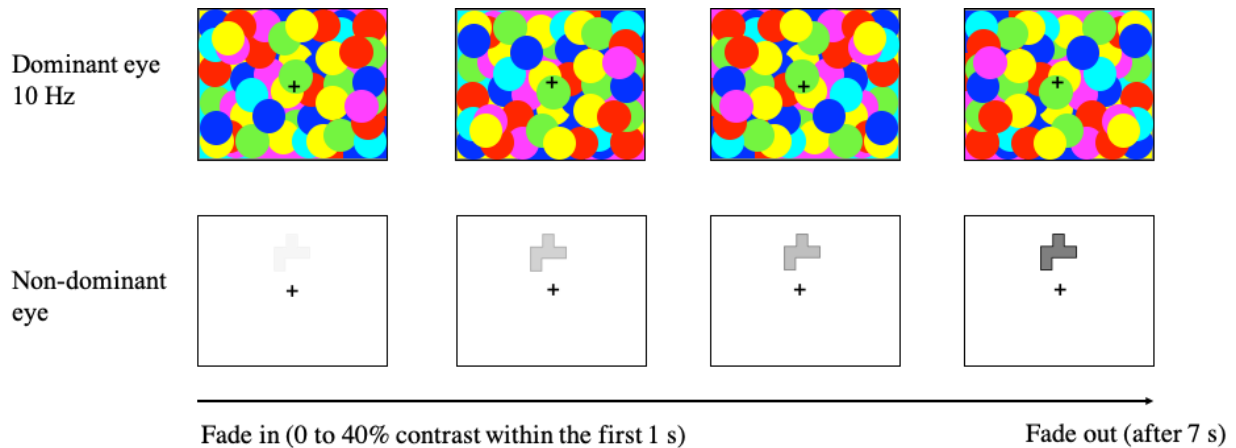 Dominant eye
10 Hz
Non-dominant
eye
Fade in (0 to 40% contrast within the first 1 s)
Fade out (after 7 s)